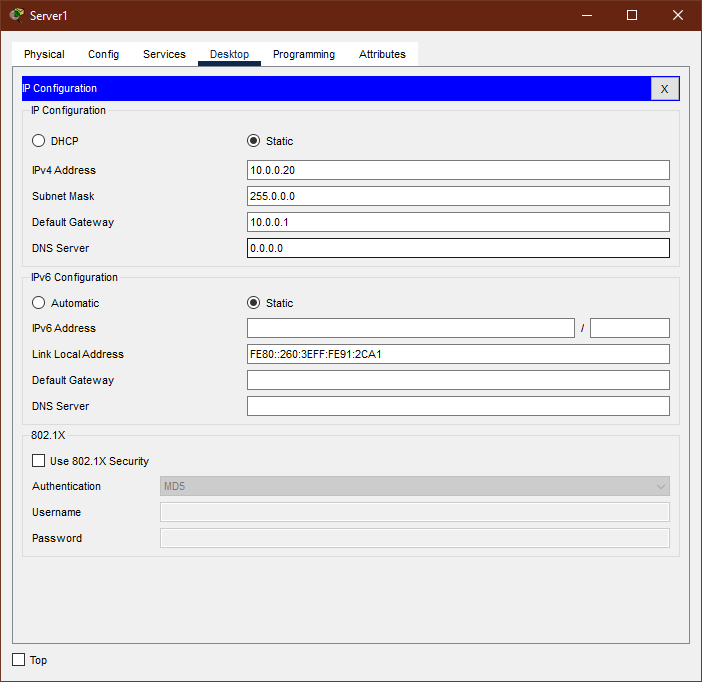 Server1
Physical Config Services Desktop Programming Attributes
IP Configuration X
IP Configuration
DHCP Static
IPv4 Address 10.0.0.20
Subnet Mask 255.0.0.0
Default Gateway 10.0.0.1
DNS Server 0.0.0.0
IPv6 Configuration
Automatic Static
IPv6 Address /
Link Local Address FE80::260:3EFF:FE91:2CA1
Default Gateway
DNS Server
802.1X
Use 802.1X Security
Authentication MD5
Username
Password
Top